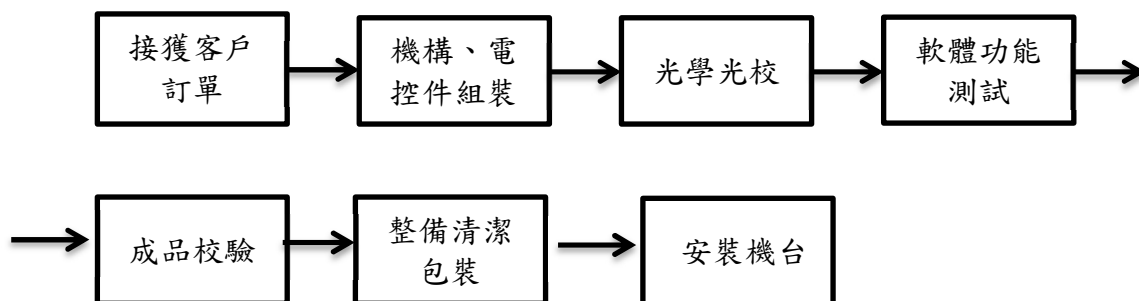 接獲客戶
訂單
機構、電
控件組裝
光學光校
軟體功能
測試
成品校驗
整備清潔
包裝
安裝機台